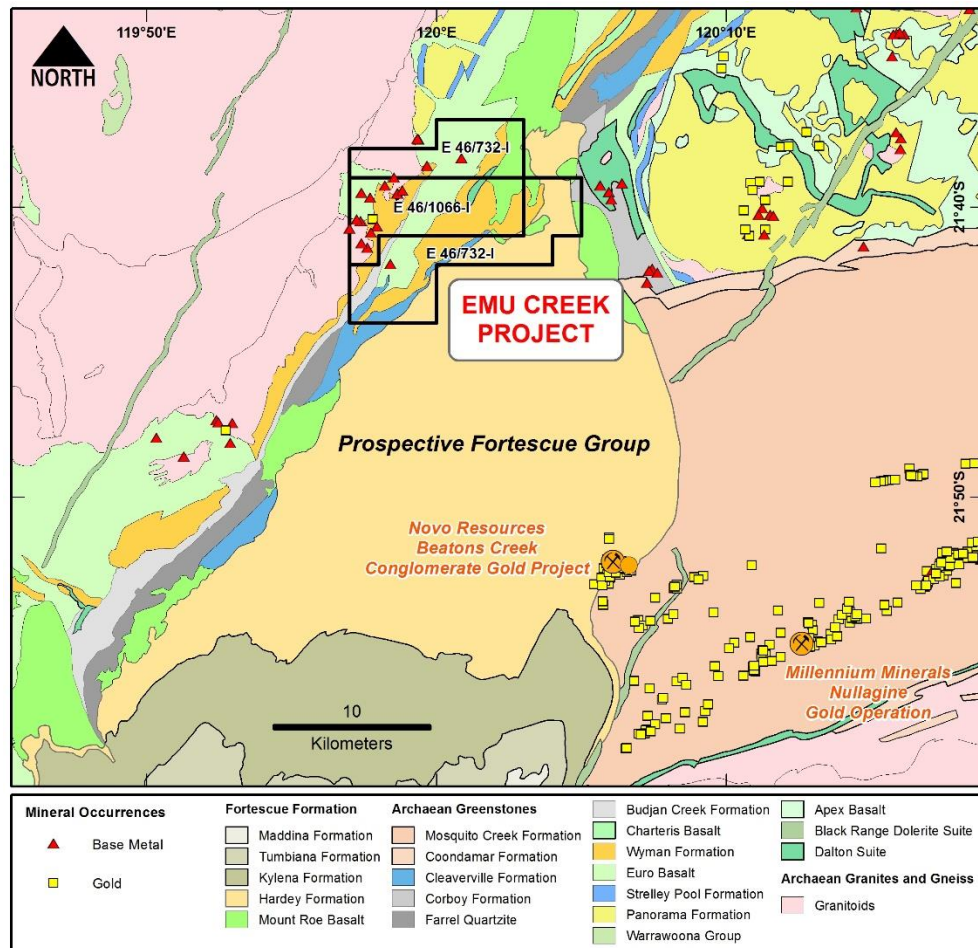 119°50'E
120°E
120°10'E
NORTH
E 46/732-I
E 46/1066-I
21°40'S
E 46/732-I
EMU CREEK
PROJECT
Prospective Fortescue Group
21°50'S
Novo Resources
Beatons Creek
Conglomerate Gold Project
Millennium Minerals
Nullagine
Gold Operation
10
Kilometers
Mineral Occurrences
Base Metal
Gold
Fortescue Formation
Maddina Formation
Tumbiana Formation
Kylena Formation
Hardey Formation
Mount Roe Basalt
Archaean Greenstones
Mosquito Creek Formation
Coondamar Formation
Cleaverville Formation
Corboy Formation
Farrel Quartzite
Budjan Creek Formation
Charteris Basalt
Wyman Formation
Euro Basalt
Strelley Pool Formation
Panorama Formation
Warrawoona Group
Apex Basalt
Black Range Dolerite Suite
Dalton Suite
Archaean Granites and Gneiss
Granitoids